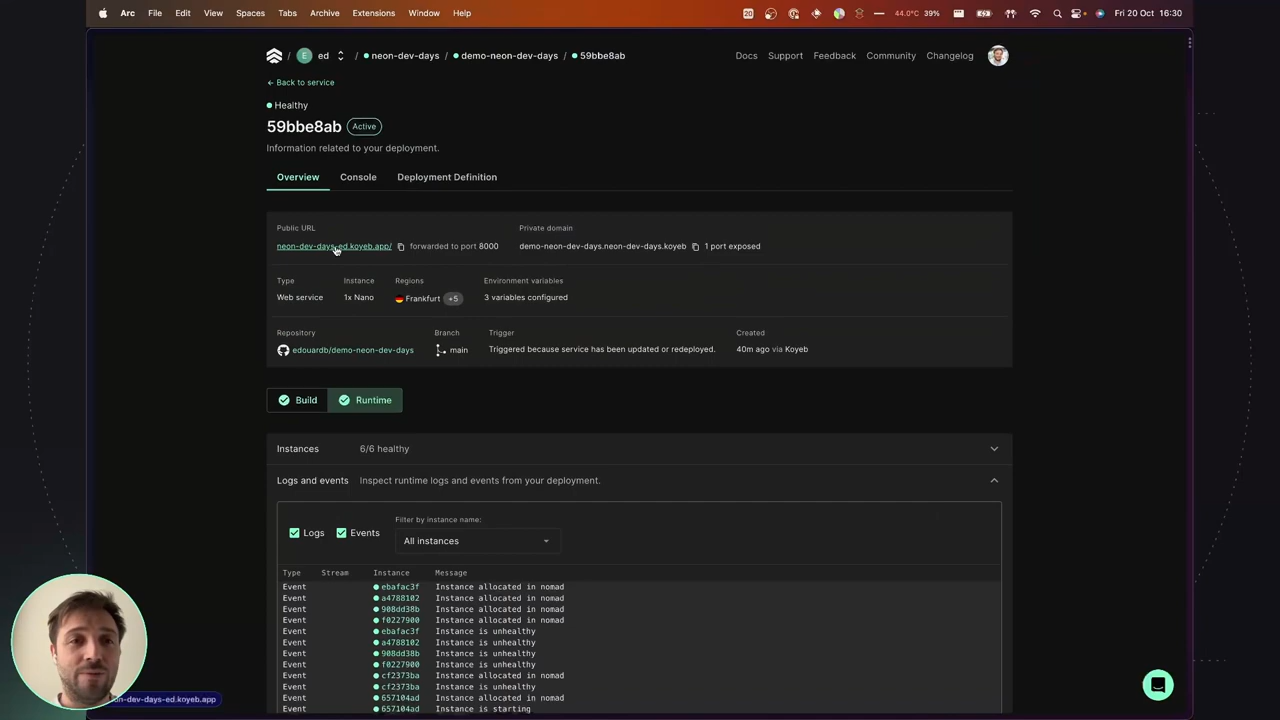 Arc File Edit View Spaces Tabs Archive Extensions Window Help 20 44.0°C 39% Fri 20 Oct 16:30
/ E ed / neon-dev-days / demo-neon-dev-days / 59bbe8ab Docs Support Feedback Community Changelog
← Back to service
Healthy
59bbe8ab Active
Information related to your deployment.
Overview Console Deployment Definition
Public URL Private domain
neon-dev-days-ed.koyeb.app/ forwarded to port 8000 demo-neon-dev-days.neon-dev-days.koyeb 1 port exposed
Type Instance Regions Environment variables
Web service 1x Nano Frankfurt +5 3 variables configured
Repository Branch Trigger Created
edouardb/demo-neon-dev-days main Triggered because service has been updated or redeployed. 40m ago via Koyeb
Build Runtime
Instances 6/6 healthy
Logs and events Inspect runtime logs and events from your deployment.
Filter by instance name:
Logs Events All instances
Type Stream Instance Message
Event ebafac3f Instance allocated in nomad
Event a4788102 Instance allocated in nomad
Event 908dd38b Instance allocated in nomad
Event f0227900 Instance allocated in nomad
Event ebafac3f Instance is unhealthy
Event a4788102 Instance is unhealthy
Event 908dd38b Instance is unhealthy
Event f0227900 Instance is unhealthy
Event cf2373ba Instance allocated in nomad
Event cf2373ba Instance is unhealthy
Event 657104ad Instance allocated in nomad
Event 657104ad Instance is starting
on-dev-days-ed.koyeb.app